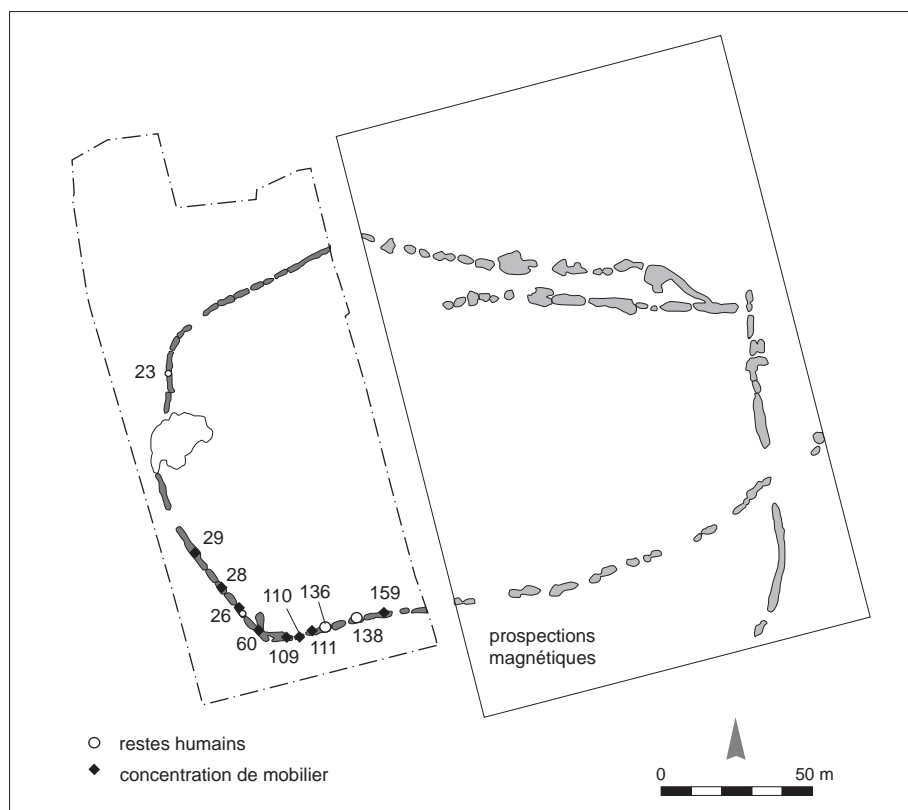 23
29
28
26
60
109
110
111
136
138
159
prospections
magnétiques
restes humains
concentration de mobilier
0
50 m